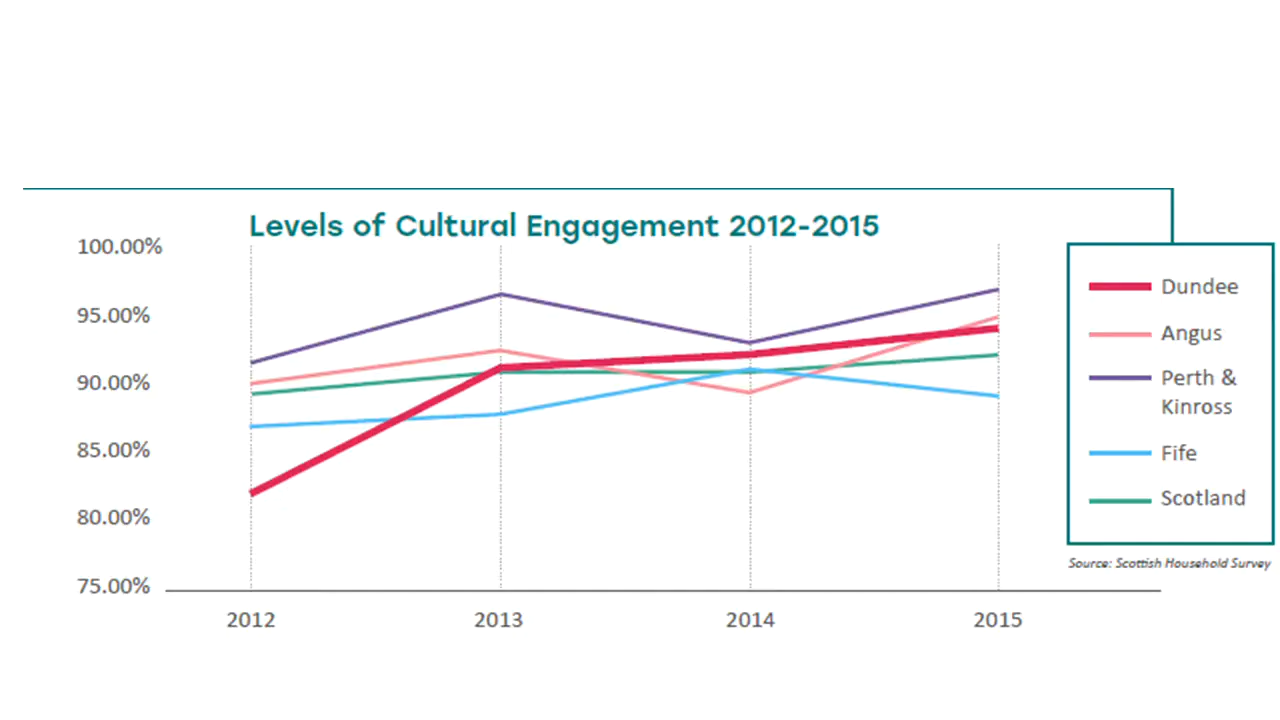 Levels of Cultural Engagement 2012-2015
100.00%
95.00%
90.00%
85.00%
80.00%
75.00%
2012 2013 2014 2015
Dundee
Angus
Perth &
Kinross
Fife
Scotland
Source: Scottish Household Survey